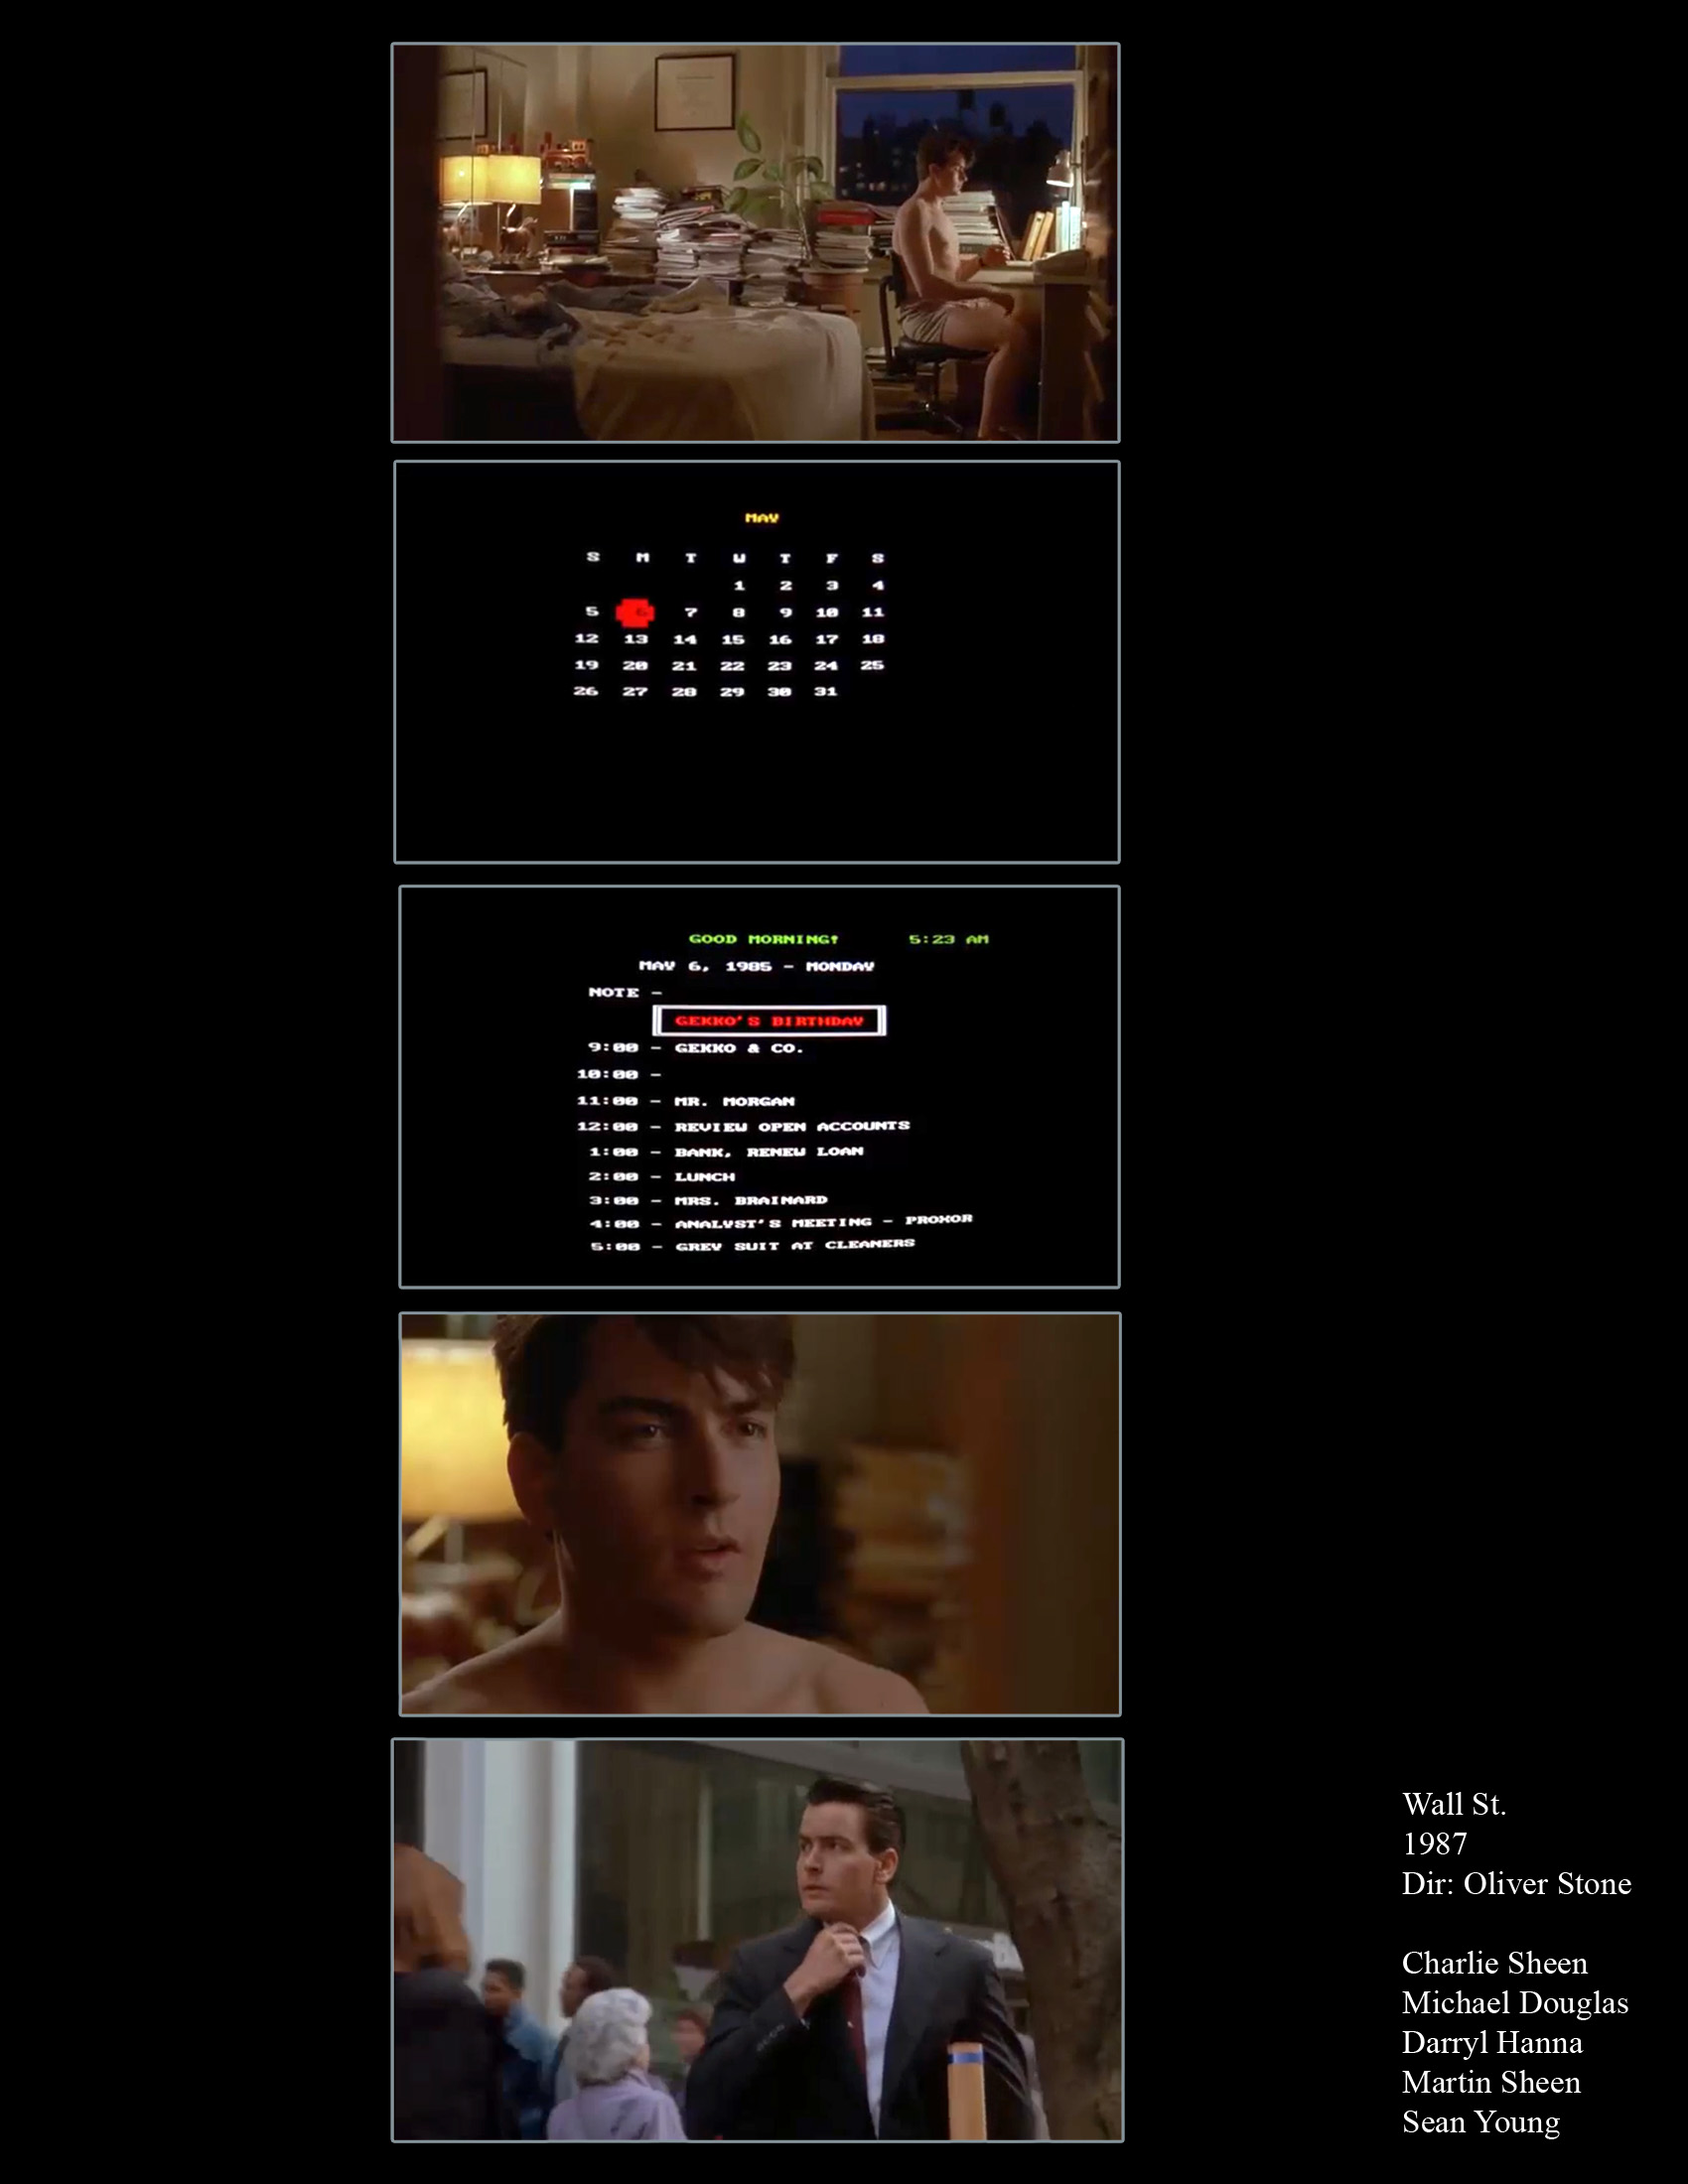 MAY
S M T W T F S
1 2 3 4
5 6 7 8 9 10 11
12 13 14 15 16 17 18
19 20 21 22 23 24 25
26 27 28 29 30 31
GOOD MORNING! 5:23 AM
MAY 6, 1985 - MONDAY
NOTE -
GEKKO'S BIRTHDAY
9:00 - GEKKO & CO.
10:00 -
11:00 - MR. MORGAN
12:00 - REVIEW OPEN ACCOUNTS
1:00 - BANK, RENEW LOAN
2:00 - LUNCH
3:00 - MRS. BRAINARD
4:00 - ANALYST'S MEETING - PROXOR
5:00 - GREY SUIT AT CLEANERS
Wall St.
1987
Dir: Oliver Stone
Charlie Sheen
Michael Douglas
Darryl Hanna
Martin Sheen
Sean Young